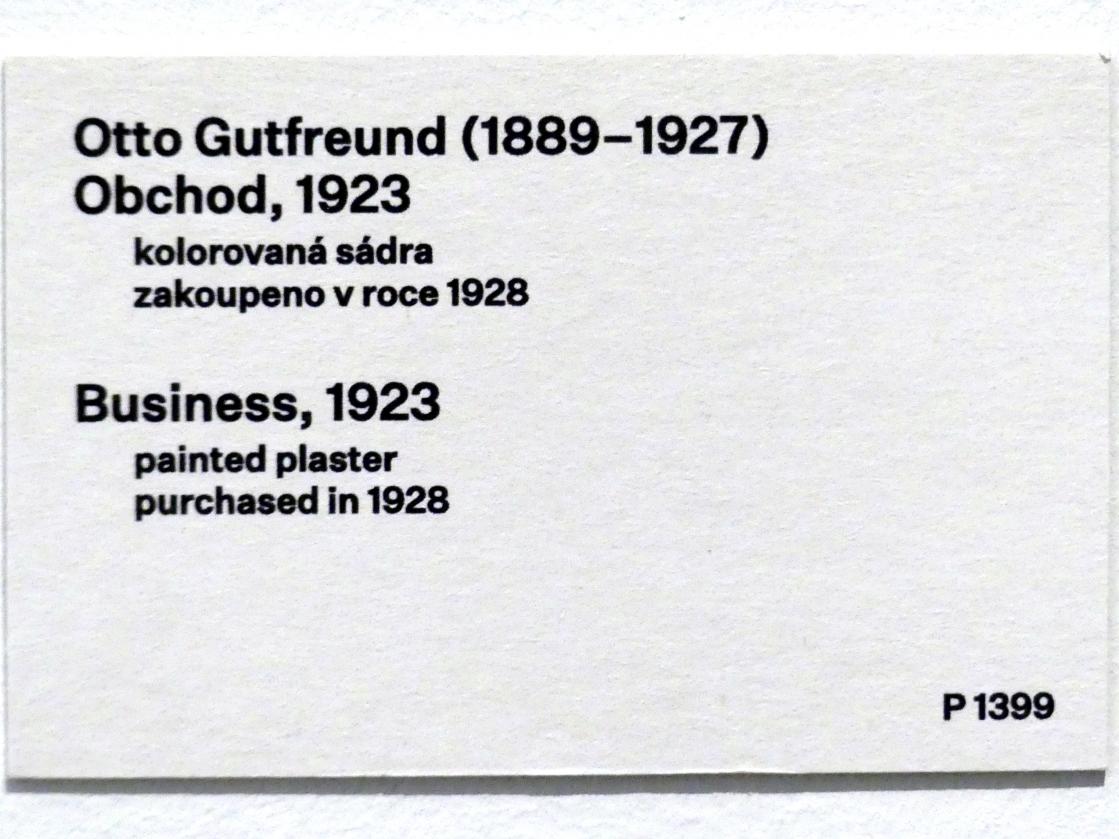 Otto Gutfreund (1889–1927)
Obchod, 1923
kolorovaná sádra
zakoupeno v roce 1928
Business, 1923
painted plaster
purchased in 1928
P 1399